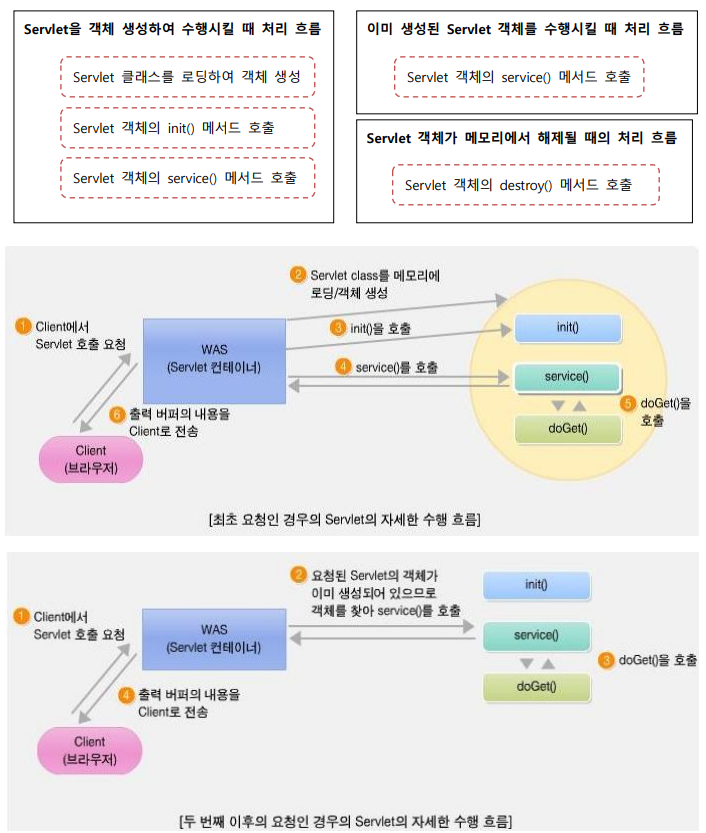 Servlet을 객체 생성하여 수행시킬 때 처리 흐름
Servlet 클래스를 로딩하여 객체 생성
Servlet 객체의 init() 메서드 호출
Servlet 객체의 service() 메서드 호출
이미 생성된 Servlet 객체를 수행시킬 때 처리 흐름
Servlet 객체의 service() 메서드 호출
Servlet 객체가 메모리에서 해제될 때의 처리 흐름
Servlet 객체의 destroy() 메서드 호출
1 Client에서
Servlet 호출 요청
WAS
(Servlet 컨테이너)
2 Servlet class를 메모리에
로딩/객체 생성
3 init()을 호출
4 service()를 호출
init()
service()
doGet()
5 doGet()을
호출
6 출력 버퍼의 내용을
Client로 전송
Client
(브라우저)
[최초 요청인 경우의 Servlet의 자세한 수행 흐름]
1 Client에서
Servlet 호출 요청
WAS
(Servlet 컨테이너)
2 요청된 Servlet의 객체가
이미 생성되어 있으므로
객체를 찾아 service()를 호출
init()
service()
doGet()
3 doGet()을 호출
4 출력 버퍼의 내용을
Client로 전송
Client
(브라우저)
[두 번째 이후의 요청인 경우의 Servlet의 자세한 수행 흐름]